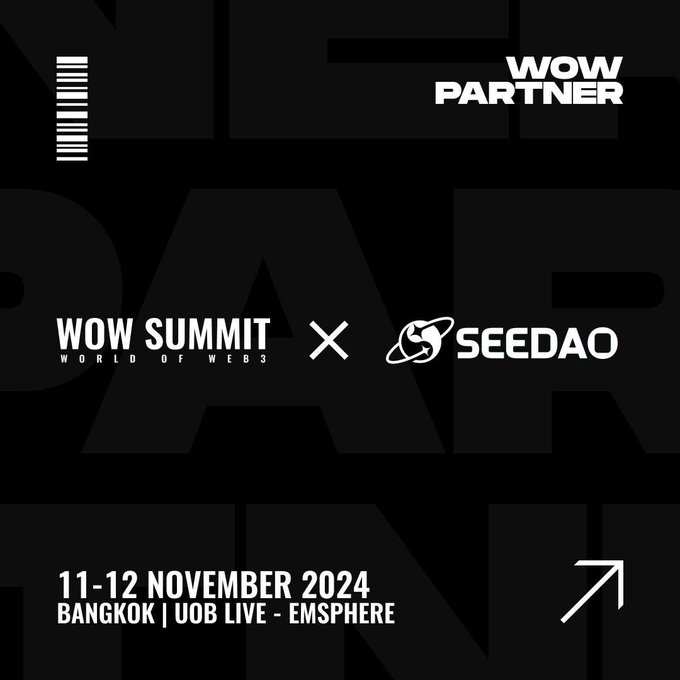 WOW
PARTNER
WOW SUMMIT
WORLD OF WEB3
×
SEEDAO
11-12 NOVEMBER 2024
BANGKOK | UOB LIVE - EMSPHERE